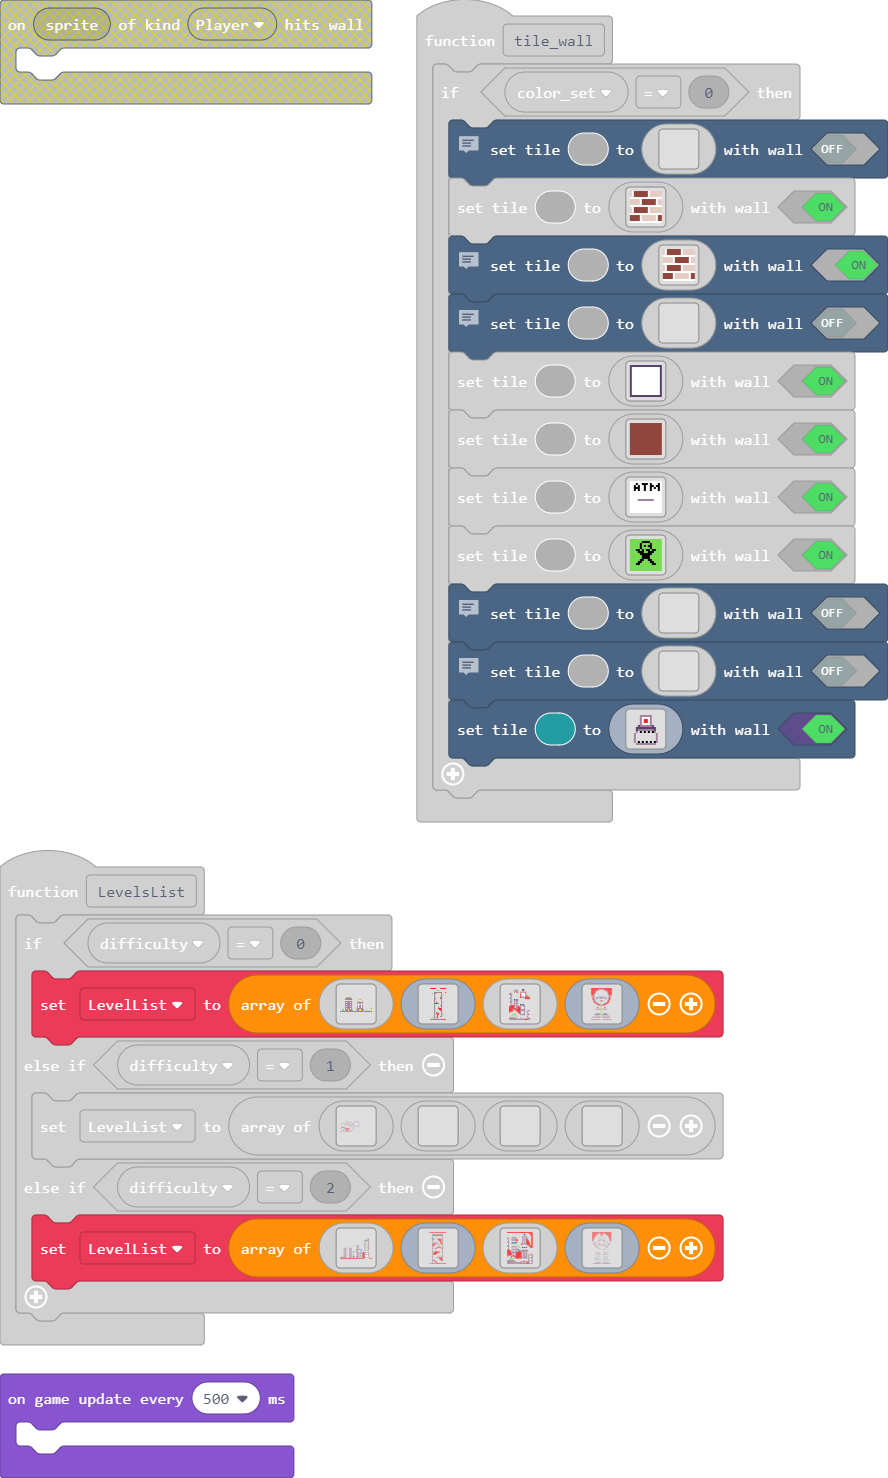 on sprite of kind Player hits wall
function tile_wall
if color_set = 0 then
set tile to with wall OFF
set tile to with wall ON
set tile to with wall ON
set tile to with wall OFF
set tile to with wall ON
set tile to with wall ON
set tile to ATM with wall ON
set tile to with wall ON
set tile to with wall OFF
set tile to with wall OFF
set tile to with wall ON
function LevelsList
if difficulty = 0 then
set LevelList to array of
else if difficulty = 1 then
set LevelList to array of
else if difficulty = 2 then
set LevelList to array of
on game update every 500 ms